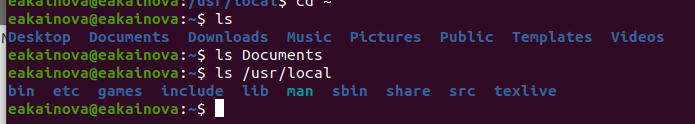 eakainova@eakainova:/usr/local$ cd ~
eakainova@eakainova:~$ ls
Desktop Documents Downloads Music Pictures Public Templates Videos
eakainova@eakainova:~$ ls Documents
eakainova@eakainova:~$ ls /usr/local
bin etc games include lib man sbin share src texlive
eakainova@eakainova:~$